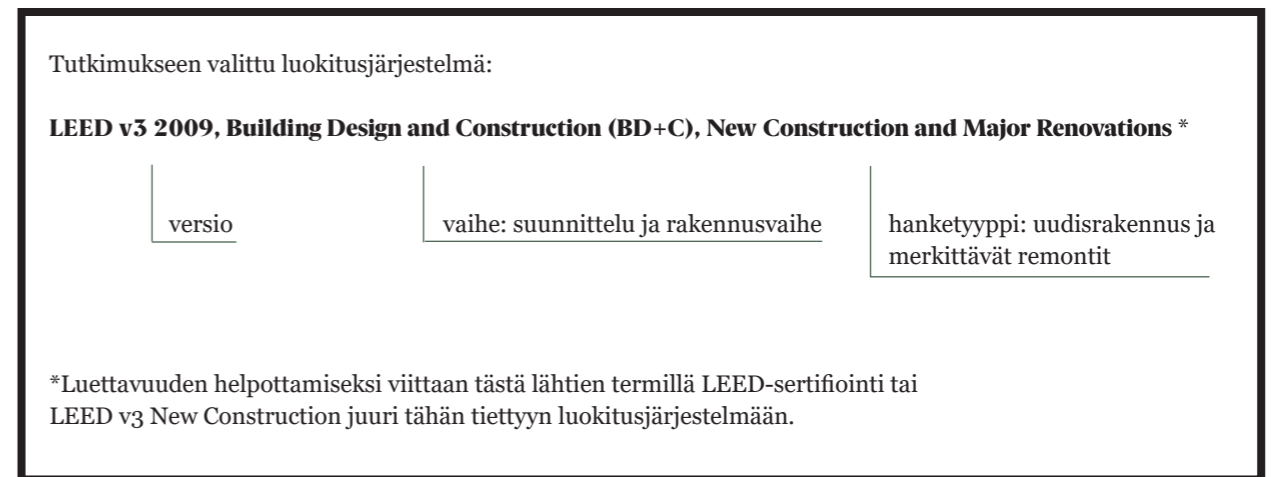 Tutkimukseen valittu luokitusjärjestelmä:
LEED v3 2009, Building Design and Construction (BD+C), New Construction and Major Renovations *
versio
vaihe: suunnittelu ja rakennusvaihe
hanketyyppi: uudisrakennus ja
merkittävät remontit
*Luettavuuden helpottamiseksi viittaan tästä lähtien termillä LEED-sertifiointi tai
LEED v3 New Construction juuri tähän tiettyyn luokitusjärjestelmään.